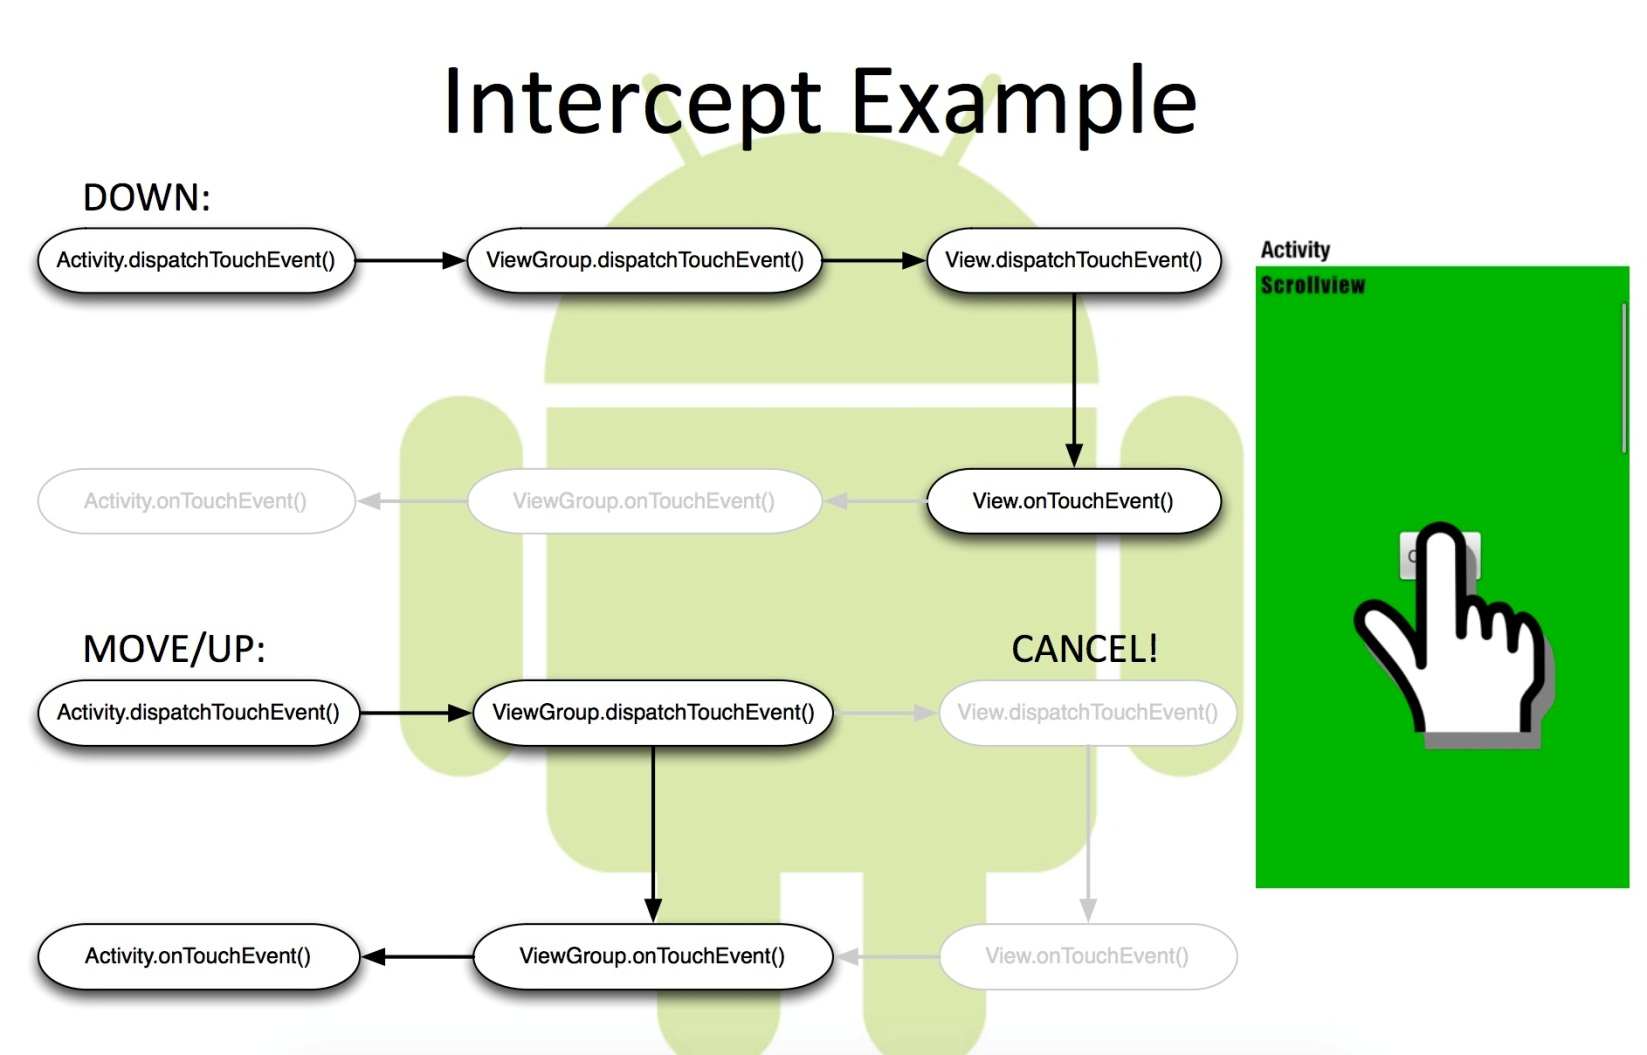 Intercept Example
DOWN:
Activity.dispatchTouchEvent()
ViewGroup.dispatchTouchEvent()
View.dispatchTouchEvent()
Activity
Scrollview
Activity.onTouchEvent()
ViewGroup.onTouchEvent()
View.onTouchEvent()
MOVE/UP:
CANCEL!
Activity.dispatchTouchEvent()
ViewGroup.dispatchTouchEvent()
View.dispatchTouchEvent()
Activity.onTouchEvent()
ViewGroup.onTouchEvent()
View.onTouchEvent()